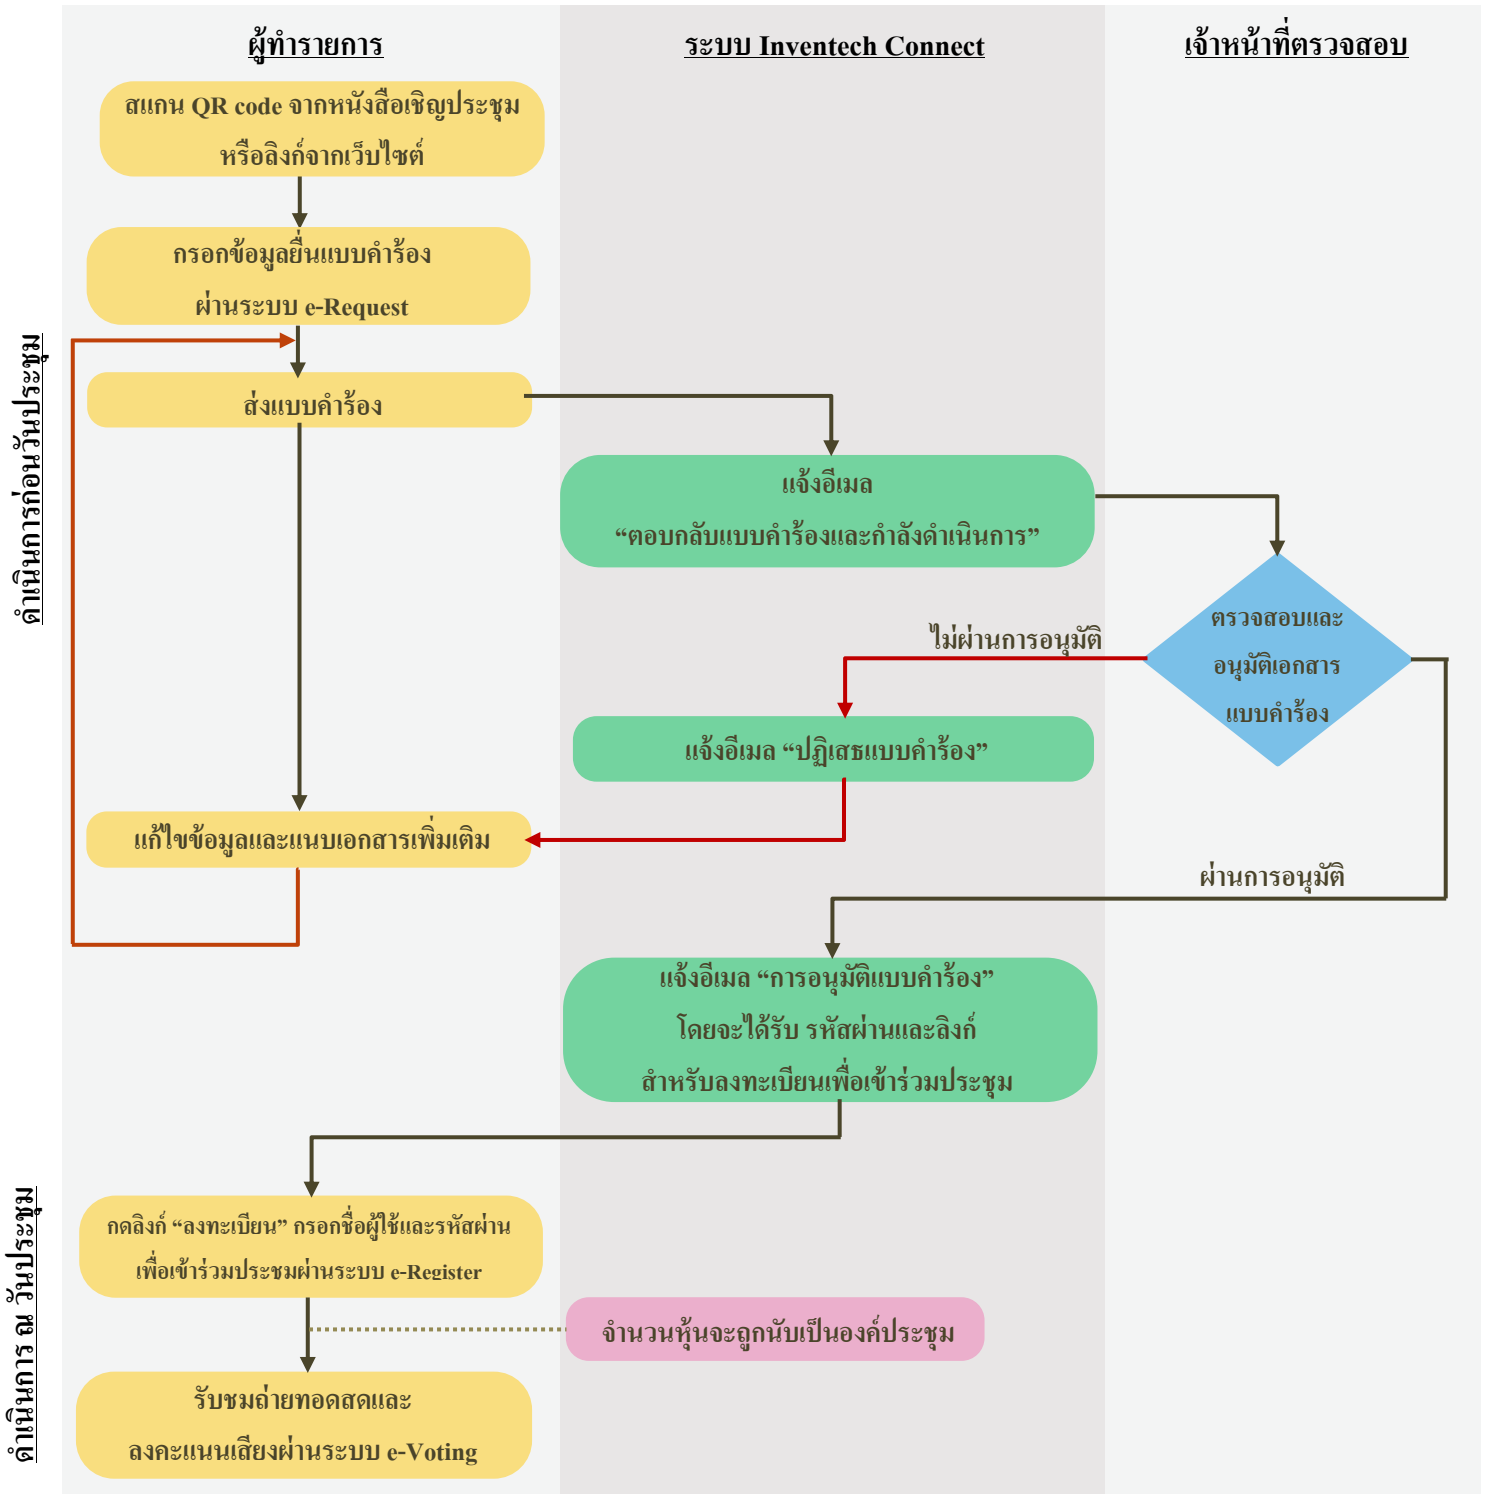 ผู้ทำรายการ
ระบบ Inventech Connect
เจ้าหน้าที่ตรวจสอบ
ดำเนินการก่อนวันประชุม
สแกน QR code จากหนังสือเชิญประชุม
หรือลิงก์จากเว็บไซต์
กรอกข้อมูลยื่นแบบคำร้อง
ผ่านระบบ e-Request
ส่งแบบคำร้อง
แจ้งอีเมล
“ตอบกลับแบบคำร้องและกำลังดำเนินการ”
ตรวจสอบและ
อนุมัติเอกสาร
แบบคำร้อง
ไม่ผ่านการอนุมัติ
แจ้งอีเมล “ปฏิเสธแบบคำร้อง”
แก้ไขข้อมูลและแนบเอกสารเพิ่มเติม
ผ่านการอนุมัติ
แจ้งอีเมล “การอนุมัติแบบคำร้อง”
โดยจะได้รับ รหัสผ่านและลิงก์
สำหรับลงทะเบียนเพื่อเข้าร่วมประชุม
ดำเนินการ ณ วันประชุม
กดลิงก์ “ลงทะเบียน” กรอกชื่อผู้ใช้และรหัสผ่าน
เพื่อเข้าร่วมประชุมผ่านระบบ e-Register
จำนวนหุ้นจะถูกนับเป็นองค์ประชุม
รับชมถ่ายทอดสดและ
ลงคะแนนเสียงผ่านระบบ e-Voting